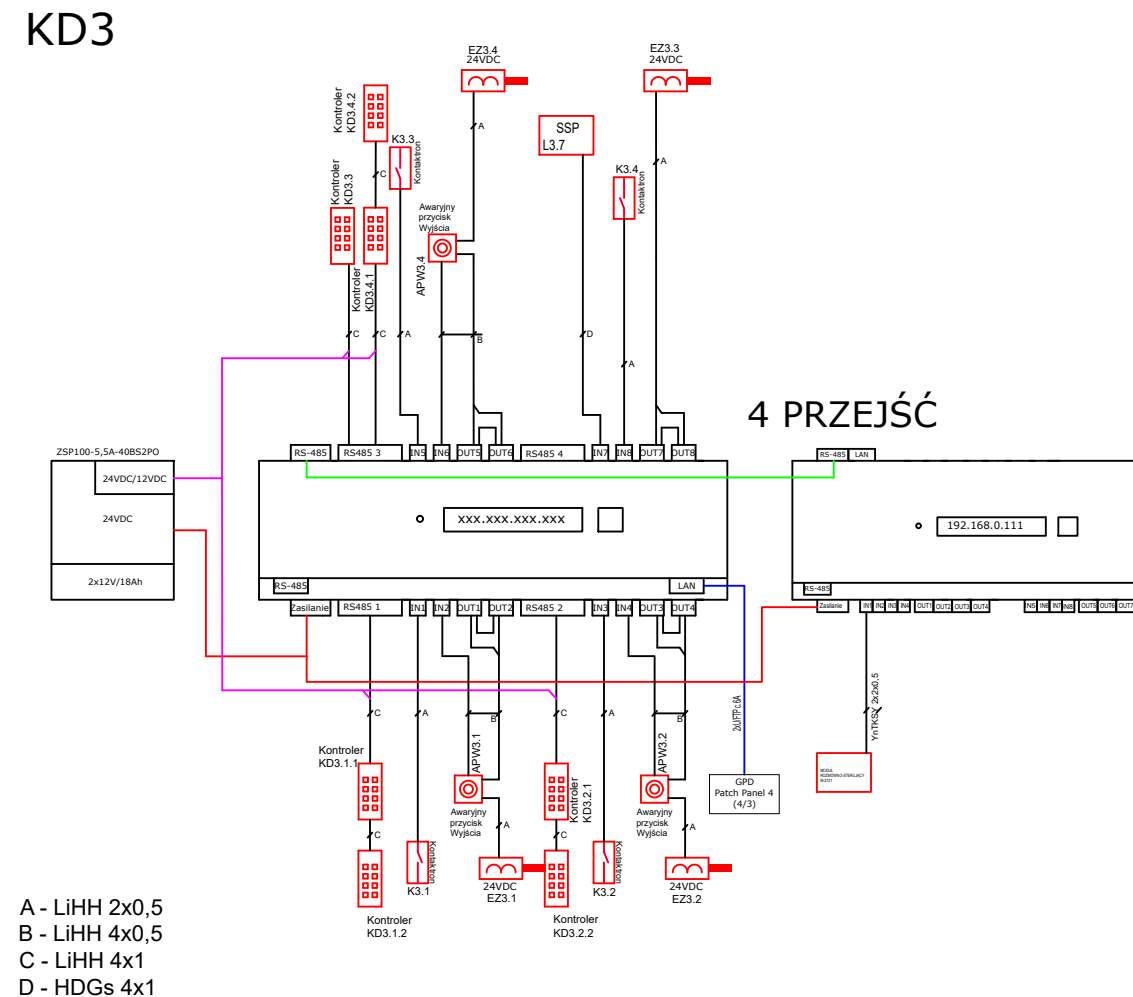 KD3
EZ3.4
24VDC
EZ3.3
24VDC
Kontroler
KD3.4.2
A
SSP
L3.7
K3.3
Kontaktron
Kontroler
KD3.3
C
A
K3.4
Kontaktron
Awaryjny
przycisk
Wyjścia
APW3.4
Kontroler
KD3.4.1
C
C
A
B
D
A
4 PRZEJŚĆ
ZSP100-5,5A-40BS2PO
24VDC/12VDC
24VDC
2x12V/18Ah
RS-485
RS485 3
IN5
IN6
OUT5
OUT6
RS485 4
IN7
IN8
OUT7
OUT8
RS-485
LAN
xxx.xxx.xxx.xxx
192.168.0.111
RS-485
LAN
RS-485
Zasilanie
RS485 1
IN1
IN2
OUT1
OUT2
RS485 2
IN3
IN4
OUT3
OUT4
Zasilanie
IN1
IN2
IN3
IN4
OUT1
OUT2
OUT3
OUT4
IN5
IN6
IN7
IN8
OUT5
OUT6
OUT7
C
A
B
C
A
B
2xU/FTP c.6A
YnTKSY 2x2x0,5
Kontroler
KD3.1.1
APW3.1
Kontroler
KD3.2.1
APW3.2
GPD
Patch Panel 4
(4/3)
MODUŁ
ROZMÓWNO-STERUJĄCY
Awaryjny
przycisk
Wyjścia
Awaryjny
przycisk
Wyjścia
C
A
C
A
Kontaktron
K3.1
24VDC
EZ3.1
Kontaktron
K3.2
24VDC
EZ3.2
Kontroler
KD3.1.2
Kontroler
KD3.2.2
A - LiHH 2x0,5
B - LiHH 4x0,5
C - LiHH 4x1
D - HDGs 4x1